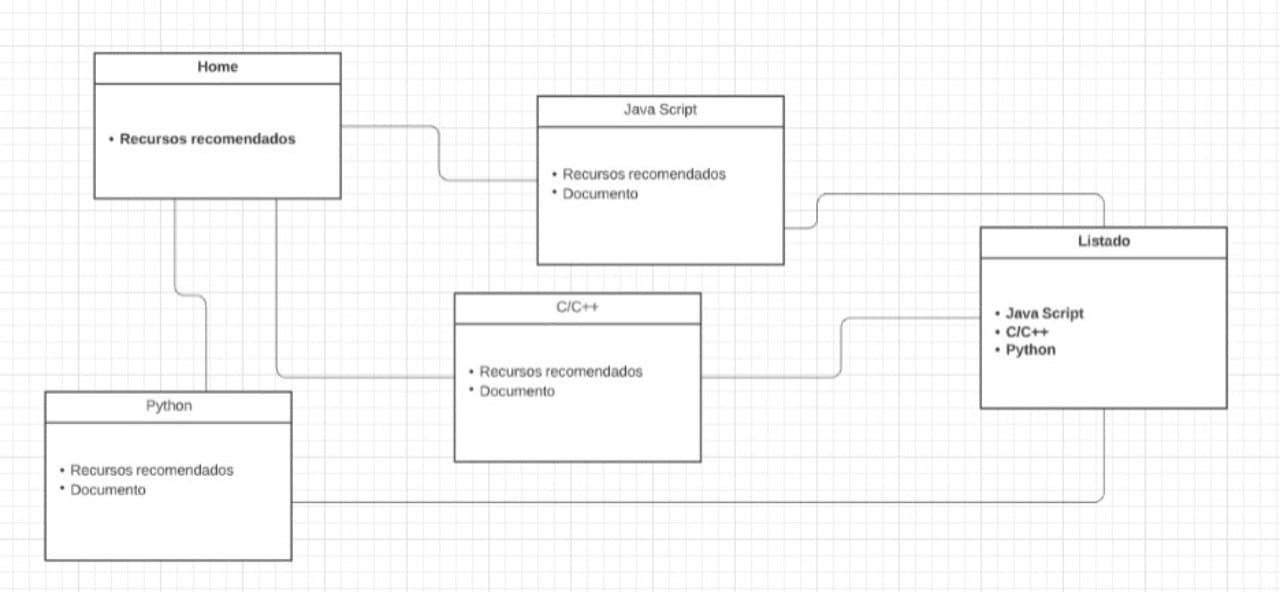 Home
• Recursos recomendados
Java Script
• Recursos recomendados
• Documento
Listado
• Java Script
• C/C++
• Python
C/C++
• Recursos recomendados
• Documento
Python
• Recursos recomendados
• Documento